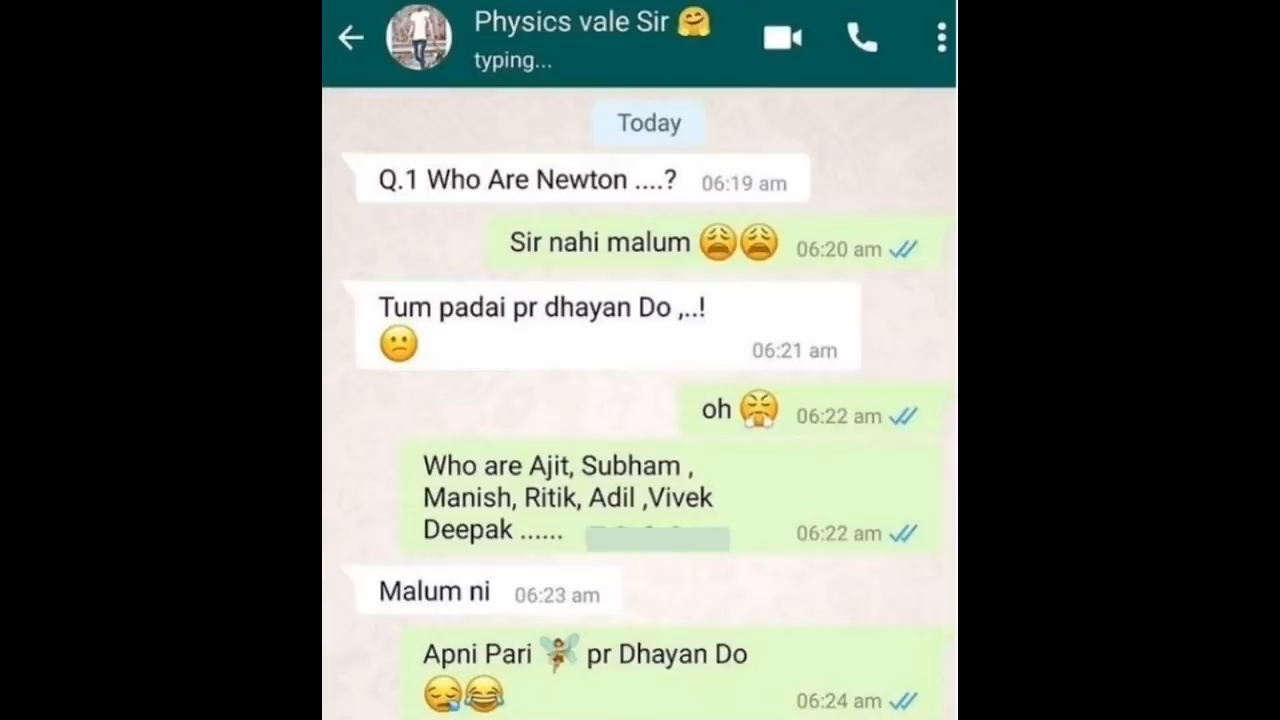 Physics vale Sir 🤗
typing...
Today
Q.1 Who Are Newton ....? 06:19 am
Sir nahi malum 😩😩 06:20 am
Tum padai pr dhayan Do ,..!
😕 06:21 am
oh 😤 06:22 am
Who are Ajit, Subham ,
Manish, Ritik, Adil ,Vivek
Deepak ...... 06:22 am
Malum ni 06:23 am
Apni Pari 🧚 pr Dhayan Do
😪😂 06:24 am